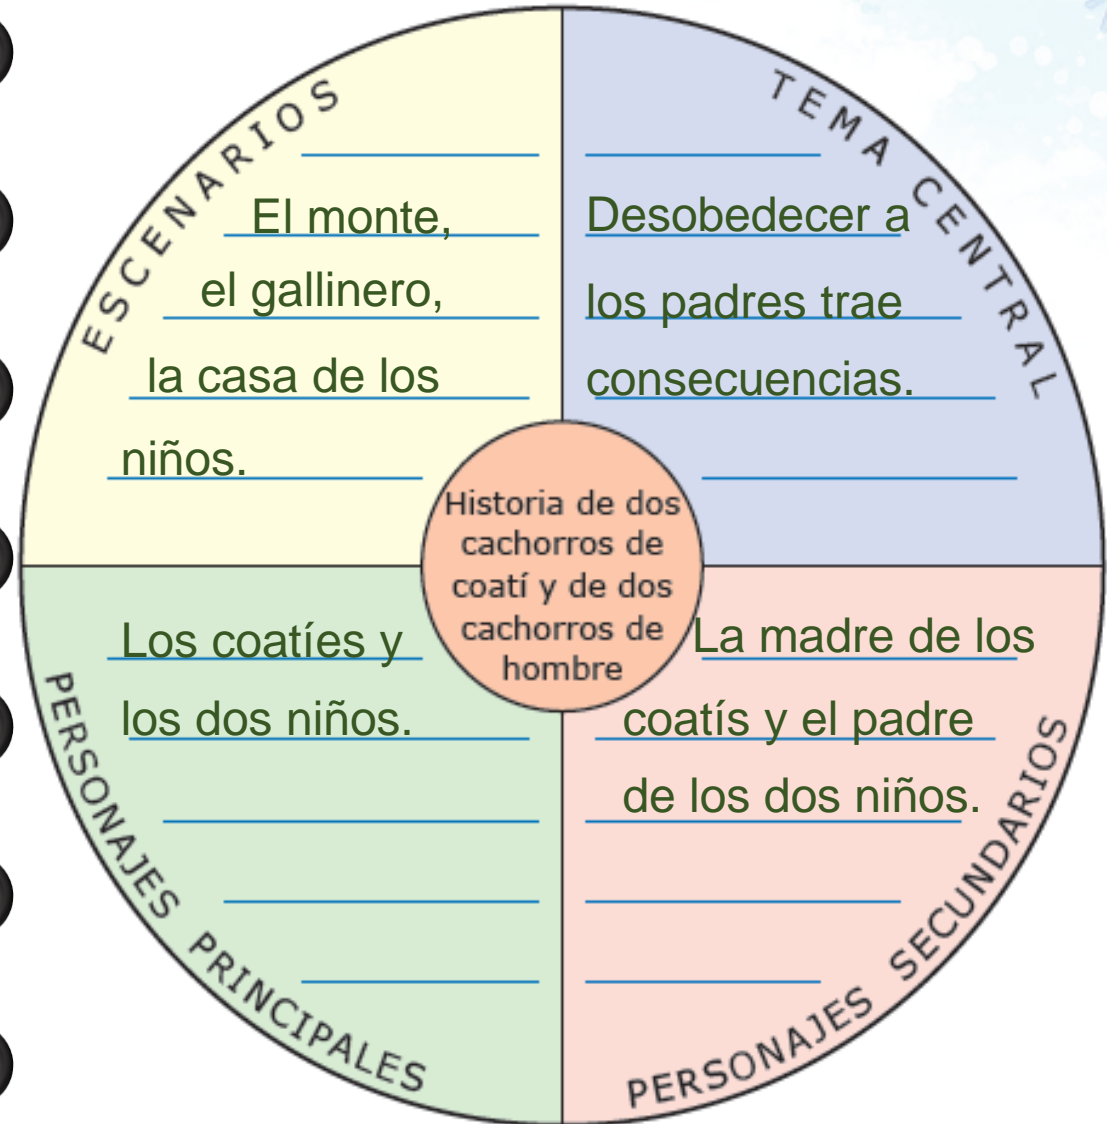 ESCENARIOS
El monte,
el gallinero,
la casa de los
niños.
TEMA CENTRAL
Desobedecer a
los padres trae
consecuencias.
Historia de dos
cachorros de
coatí y de dos
cachorros de
hombre
PERSONAJES PRINCIPALES
Los coatíes y
los dos niños.
PERSONAJES SECUNDARIOS
La madre de los
coatís y el padre
de los dos niños.